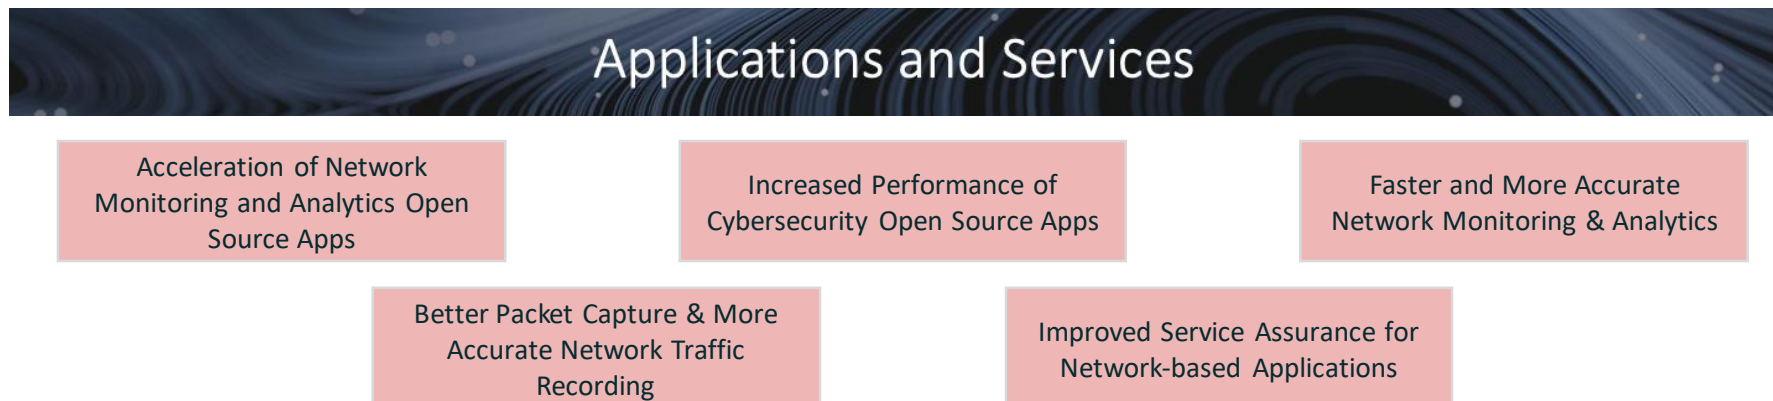 Applications and Services
Acceleration of Network
Monitoring and Analytics Open
Source Apps
Increased Performance of
Cybersecurity Open Source Apps
Faster and More Accurate
Network Monitoring & Analytics
Better Packet Capture & More
Accurate Network Traffic
Recording
Improved Service Assurance for
Network-based Applications